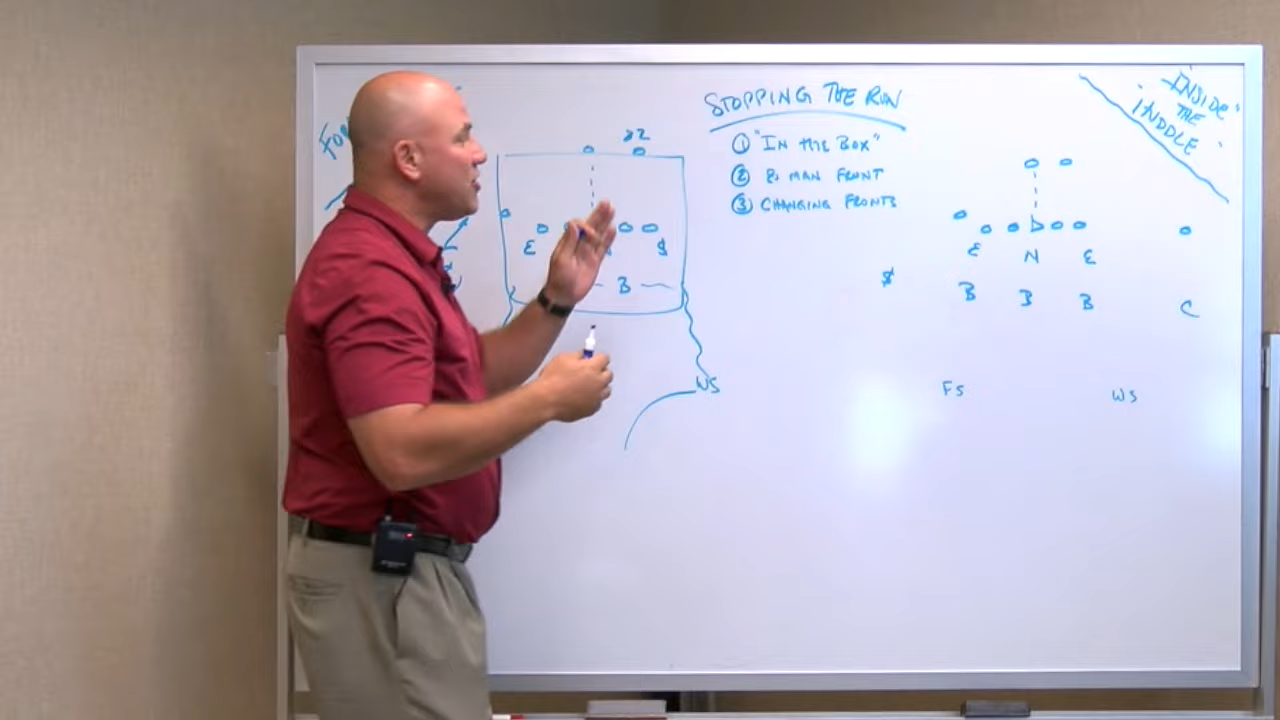 STOPPING THE RUN
① "IN THE BOX"
② 8 MAN FRONT
③ CHANGING FRONTS
"INSIDE
THE
HUDDLE"
22
E $
B
WS
E N E
$ B B B C
FS WS